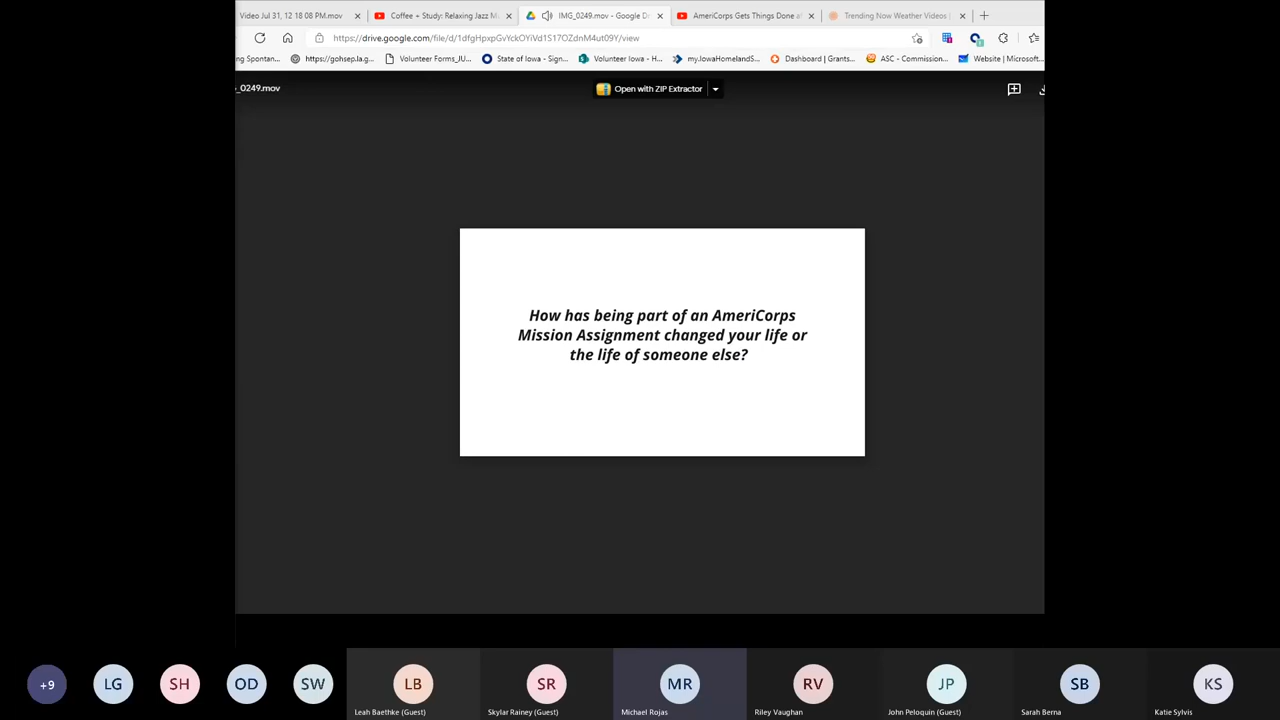 Video Jul 31, 12 18 08 PM.mov
Coffee + Study: Relaxing Jazz M
IMG_0249.mov - Google Dr
AmeriCorps Gets Things Done af
Trending Now Weather Videos |
https://drive.google.com/file/d/1dfgHpxpGvYckOYiVd1S17OZdnM4ut09Y/view
ng Spontan...
https://gohsep.la.g...
Volunteer Forms_JU...
State of Iowa - Sign...
Volunteer Iowa - H...
my.IowaHomelandS...
Dashboard | Grants...
ASC - Commission...
Website | Microsoft...
_0249.mov
Open with ZIP Extractor
How has being part of an AmeriCorps
Mission Assignment changed your life or
the life of someone else?
+9
LG
SH
OD
SW
LB
SR
MR
RV
JP
SB
KS
Leah Baethke (Guest)
Skylar Rainey (Guest)
Michael Rojas
Riley Vaughan
John Peloquin (Guest)
Sarah Berna
Katie Sylvis